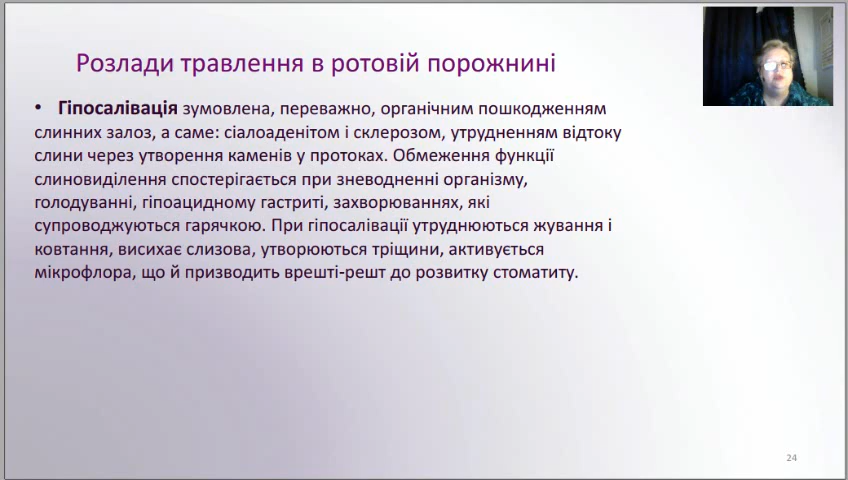 Розлади травлення в ротовій порожнині
• Гіпосалівація зумовлена, переважно, органічним пошкодженням
слинних залоз, а саме: сіалоаденітом і склерозом, утрудненням відтоку
слини через утворення каменів у протоках. Обмеження функції
слиновиділення спостерігається при зневодненні організму,
голодуванні, гіпоацидному гастриті, захворюваннях, які
супроводжуються гарячкою. При гіпосалівації утруднюються жування і
ковтання, висихає слизова, утворюються тріщини, активується
мікрофлора, що й призводить врешті-решт до розвитку стоматиту.
24